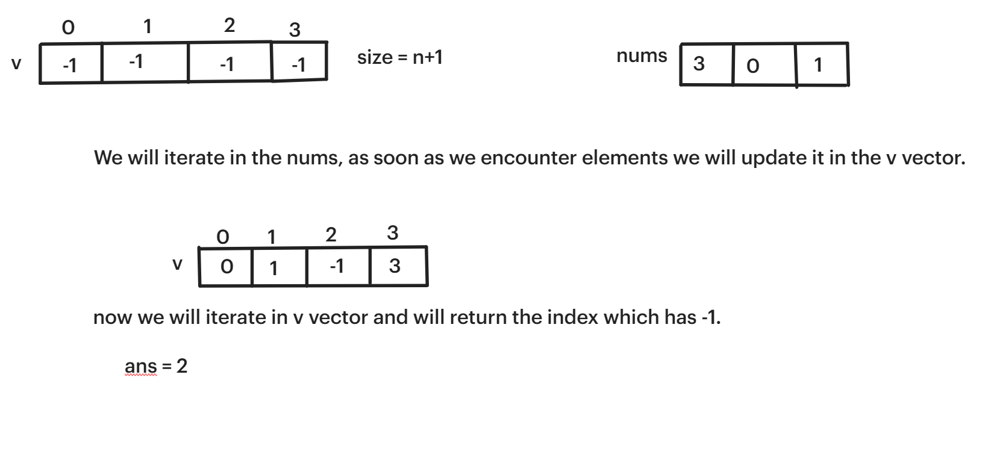 0 1 2 3
v -1 -1 -1 -1 size = n+1 nums 3 0 1
We will iterate in the nums, as soon as we encounter elements we will update it in the v vector.
0 1 2 3
v 0 1 -1 3
now we will iterate in v vector and will return the index which has -1.
ans = 2